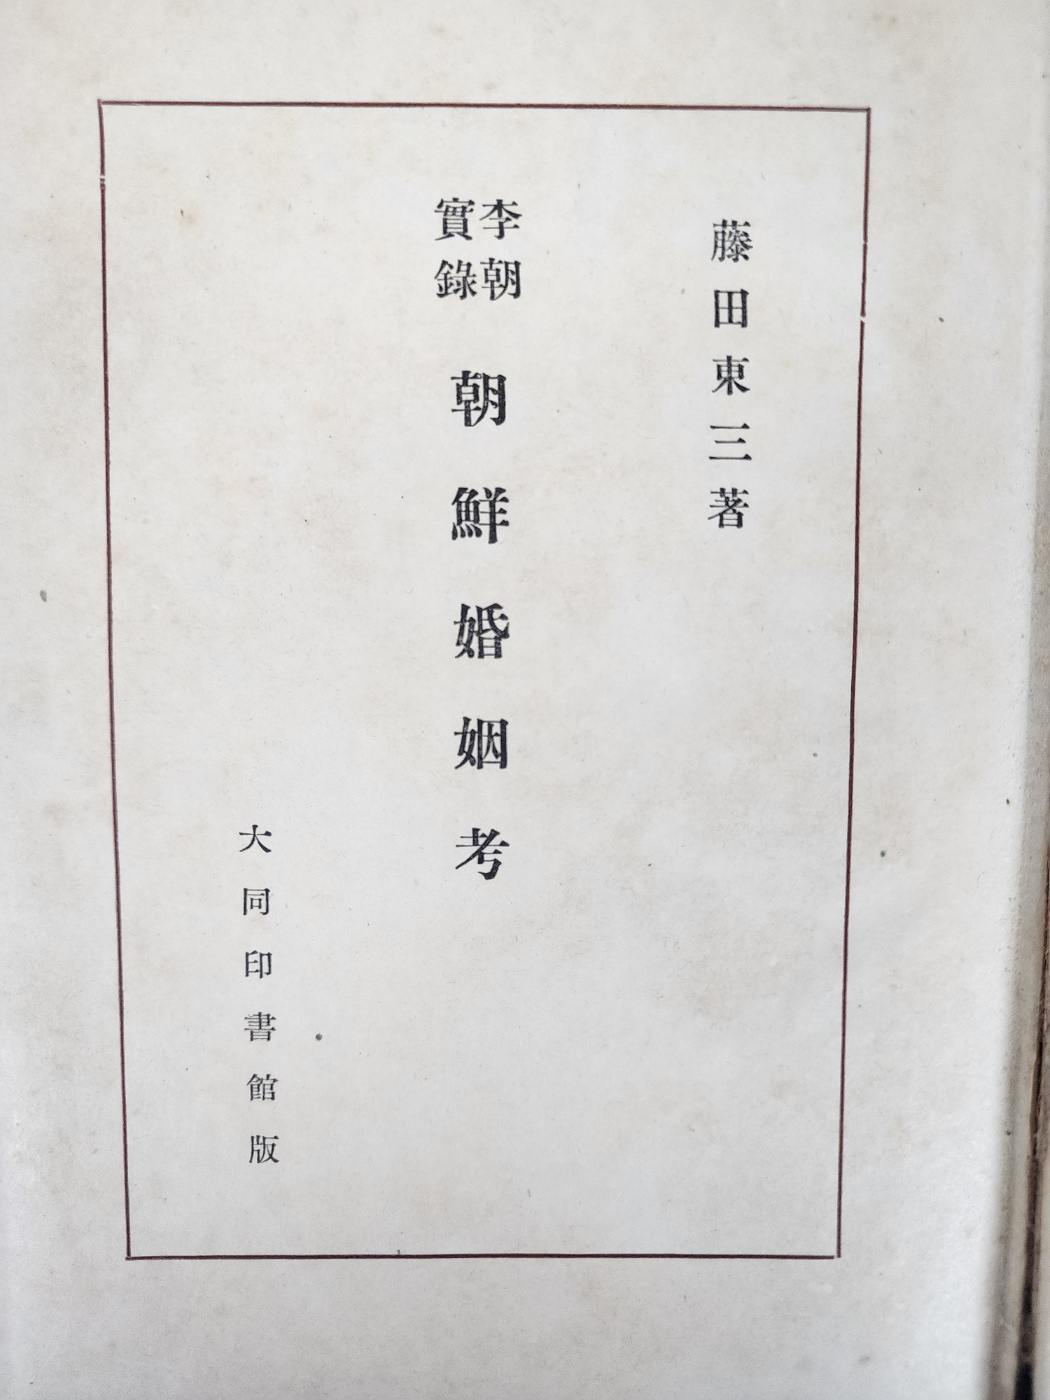 藤田東三著
李朝
實錄
朝鮮婚姻考
大同印書館版